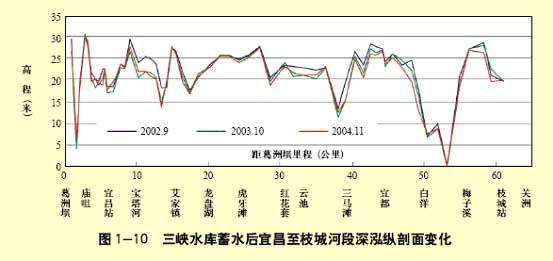 35
30
25
20
15
10
5
0
高程(米)
2002.9 2003.10 2004.11
距葛洲坝里程(公里)
0 10 20 30 40 50 60 70
葛洲坝 庙咀 宜昌站 宝塔河 艾家镇 龙盘湖 虎牙滩 红花套 云池 三马滩 宜都 白洋 梅子溪 枝城站 关洲
图1-10 三峡水库蓄水后宜昌至枝城河段深泓纵剖面变化